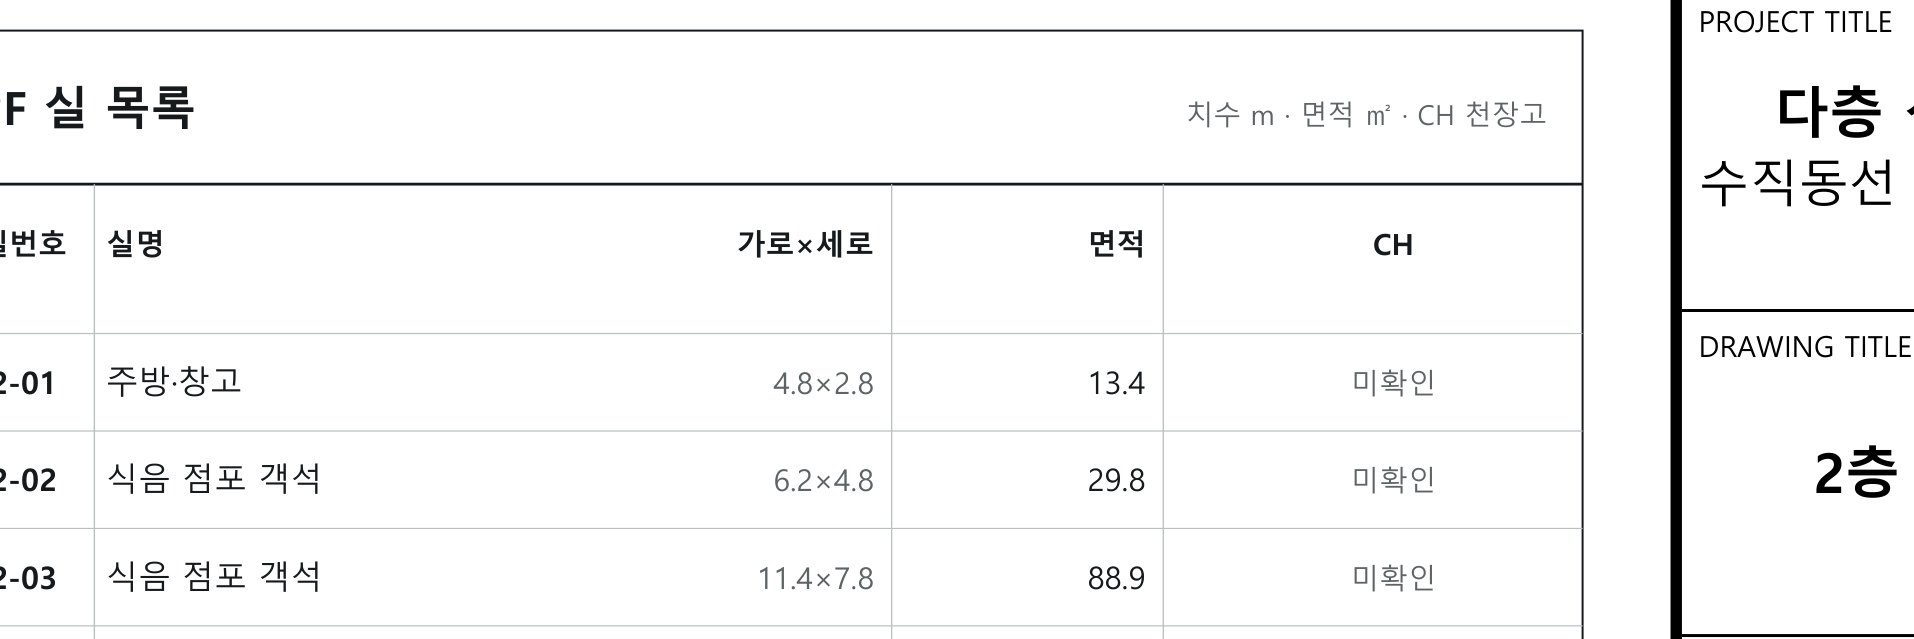 F 실 목록
치수 m · 면적 ㎡ · CH 천장고
실번호 실명 가로×세로 면적 CH
2-01 주방·창고 4.8×2.8 13.4 미확인
2-02 식음 점포 객석 6.2×4.8 29.8 미확인
2-03 식음 점포 객석 11.4×7.8 88.9 미확인
PROJECT TITLE
다층
수직동선
DRAWING TITLE
2층